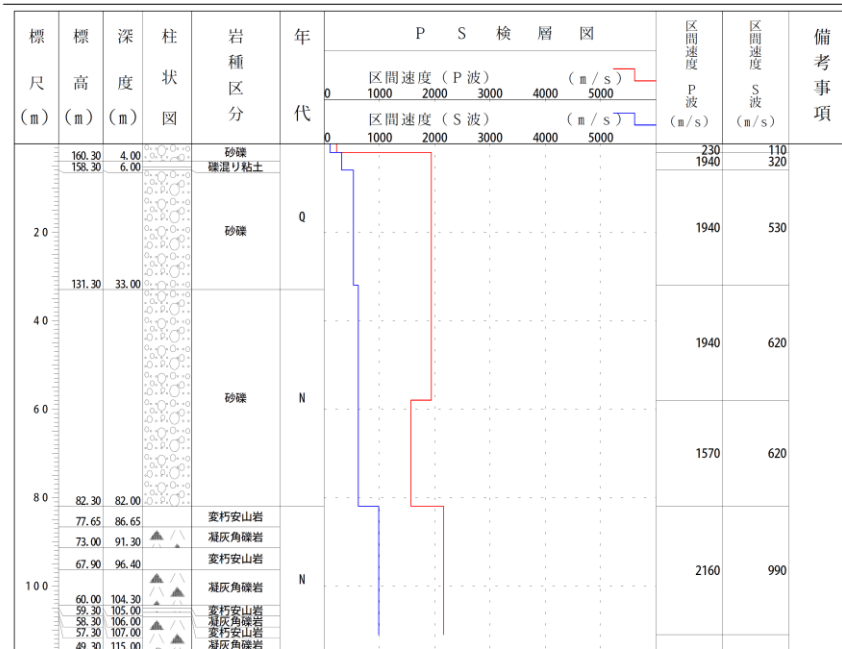 標尺(m) 標高(m) 深度(m) 柱状図 岩種区分 年代 PS検層図 区間速度 P波(m/s) 区間速度 S波(m/s) 備考事項
区間速度(P波) (m/s)
0 1000 2000 3000 4000 5000
区間速度(S波) (m/s)
0 1000 2000 3000 4000 5000
160.30 4.00 砂礫 230 110
158.30 6.00 礫混り粘土 1940 320
20 砂礫 Q 1940 530
131.30 33.00
40 1940 620
60 砂礫 N 1570 620
80 82.30 82.00
77.65 86.65 変朽安山岩
73.00 91.30 凝灰角礫岩
67.90 96.40 変朽安山岩 2160 990
100 60.00 104.30 凝灰角礫岩 N
59.30 105.00 変朽安山岩
58.30 106.00 凝灰角礫岩
57.30 107.00 変朽安山岩
49.30 115.00 凝灰角礫岩